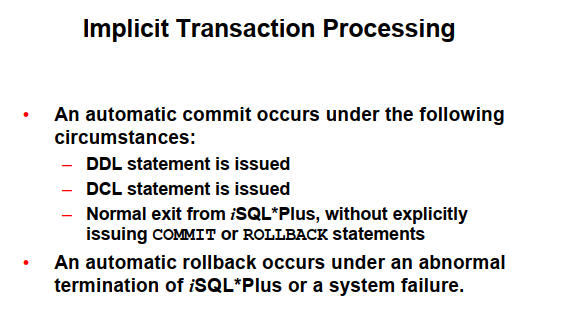 Implicit Transaction Processing
• An automatic commit occurs under the following
circumstances:
– DDL statement is issued
– DCL statement is issued
– Normal exit from iSQL*Plus, without explicitly
issuing COMMIT or ROLLBACK statements
• An automatic rollback occurs under an abnormal
termination of iSQL*Plus or a system failure.